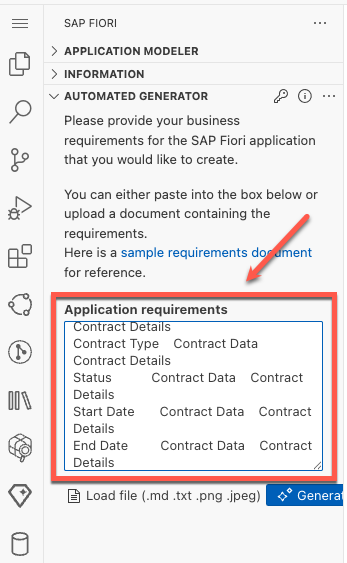 SAP FIORI
APPLICATION MODELER
INFORMATION
AUTOMATED GENERATOR
Please provide your business
requirements for the SAP Fiori application
that you would like to create.
You can either paste into the box below or
upload a document containing the
requirements.
Here is a sample requirements document
for reference.
Application requirements
Contract Details
Contract Type Contract Data
Contract Details
Status Contract Data Contract
Details
Start Date Contract Data Contract
Details
End Date Contract Data Contract
Details
Load file (.md .txt .png .jpeg) Generat